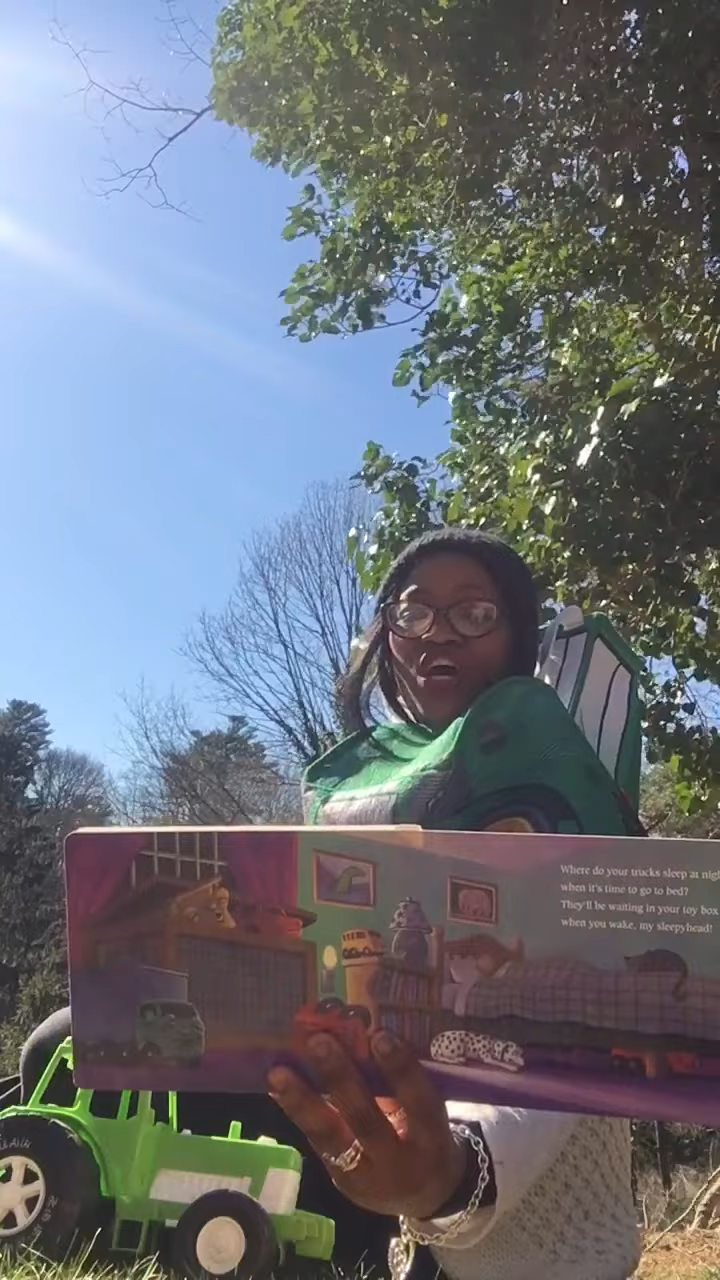 Where do your trucks sleep at nig
when it's time to go to bed?
They'll be waiting in your toy box
when you wake, my sleepyhead!